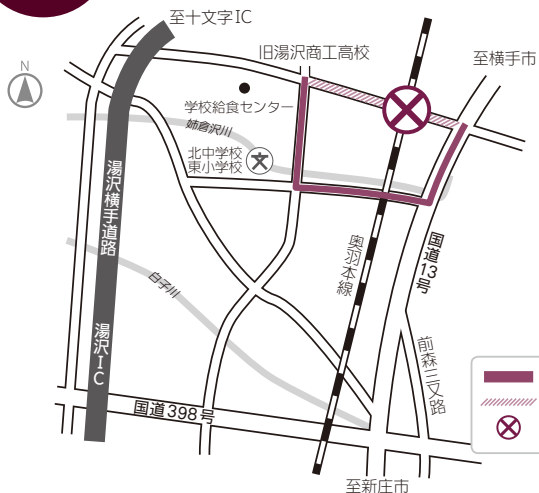 至十文字IC
旧湯沢商工高校
至横手市
N
学校給食センター
姉倉沢川
北中学校
東小学校
文
湯沢横手道路
奥羽本線
国道13号
白子川
湯沢IC
前森三叉路
国道398号
至新庄市